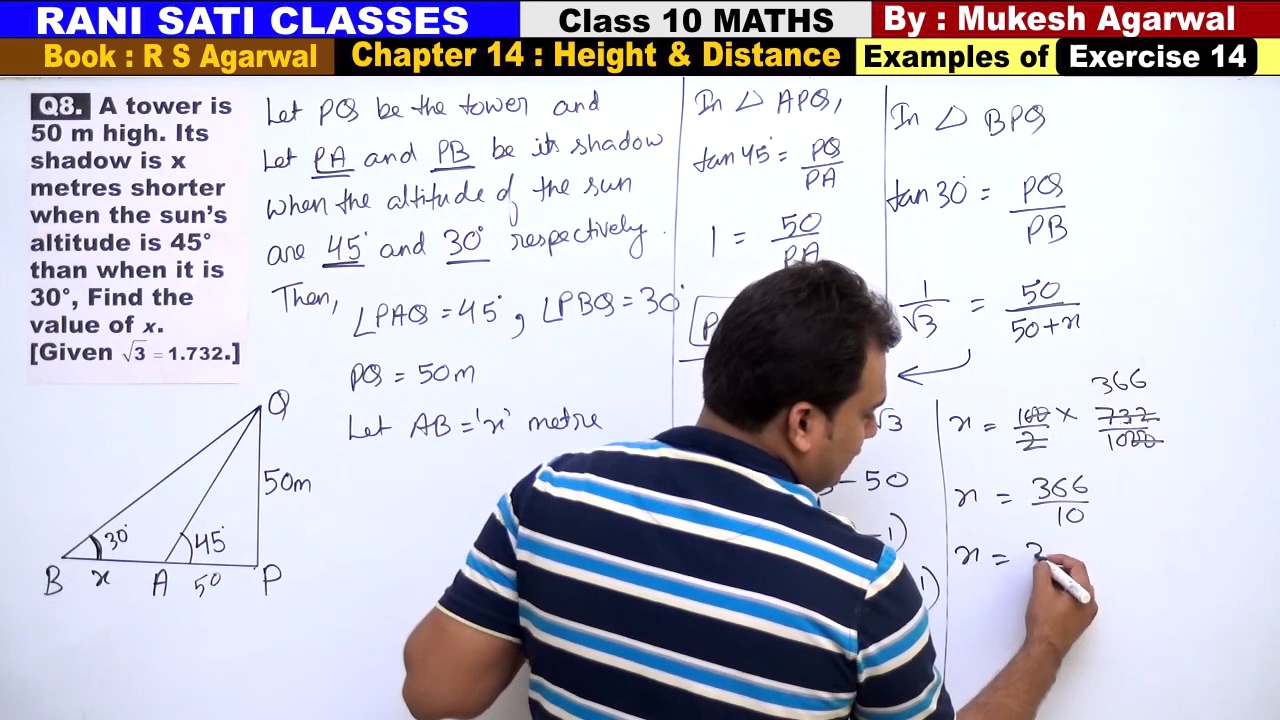 RANI SATI CLASSES
Class 10 MATHS
By : Mukesh Agarwal
Book : R S Agarwal
Chapter 14 : Height & Distance
Examples of Exercise 14
Q8. A tower is
50 m high. Its
shadow is x
metres shorter
when the sun's
altitude is 45°
than when it is
30°, Find the
value of x.
[Given √3 = 1.732.]
Let PQ be the tower and
Let PA and PB be its shadow
when the altitude of the sun
are 45° and 30° respectively.
Then,
∠PAQ = 45°, ∠PBQ = 30°
PQ = 50m
Let AB = 'x' metre
Q
50m
30°
45°
B x A 50 P
In △ APQ,
tan 45° = PQ/PA
1 = 50/PA
√3
- 50
-1)
1)
In △ BPQ
tan 30° = PQ/PB
1/√3 = 50/(50+x)
366
x = 100/2 × 732/1000
x = 366/10
x =